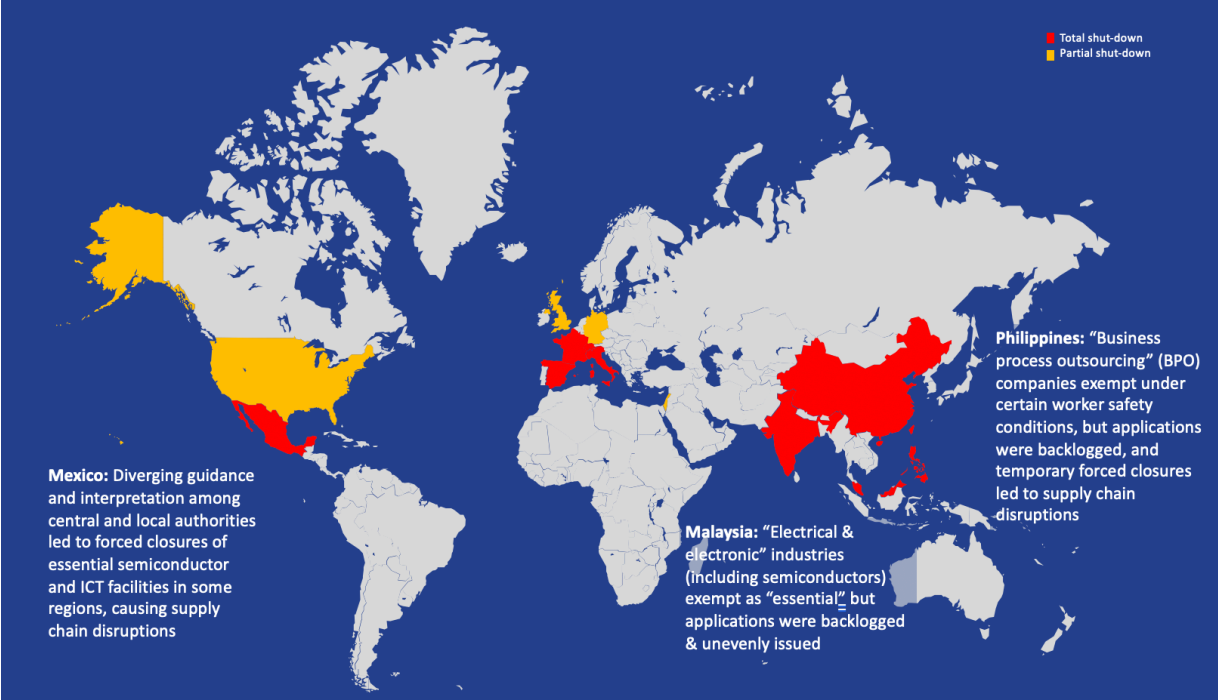 Total shut-down
Partial shut-down
Philippines: “Business
process outsourcing” (BPO)
companies exempt under
certain worker safety
conditions, but applications
were backlogged, and
temporary forced closures
led to supply chain
disruptions
Mexico: Diverging guidance
and interpretation among
central and local authorities
led to forced closures of
essential semiconductor
and ICT facilities in some
regions, causing supply
chain disruptions
Malaysia: “Electrical &
electronic” industries
(including semiconductors)
exempt as “essential” but
applications were backlogged
& unevenly issued